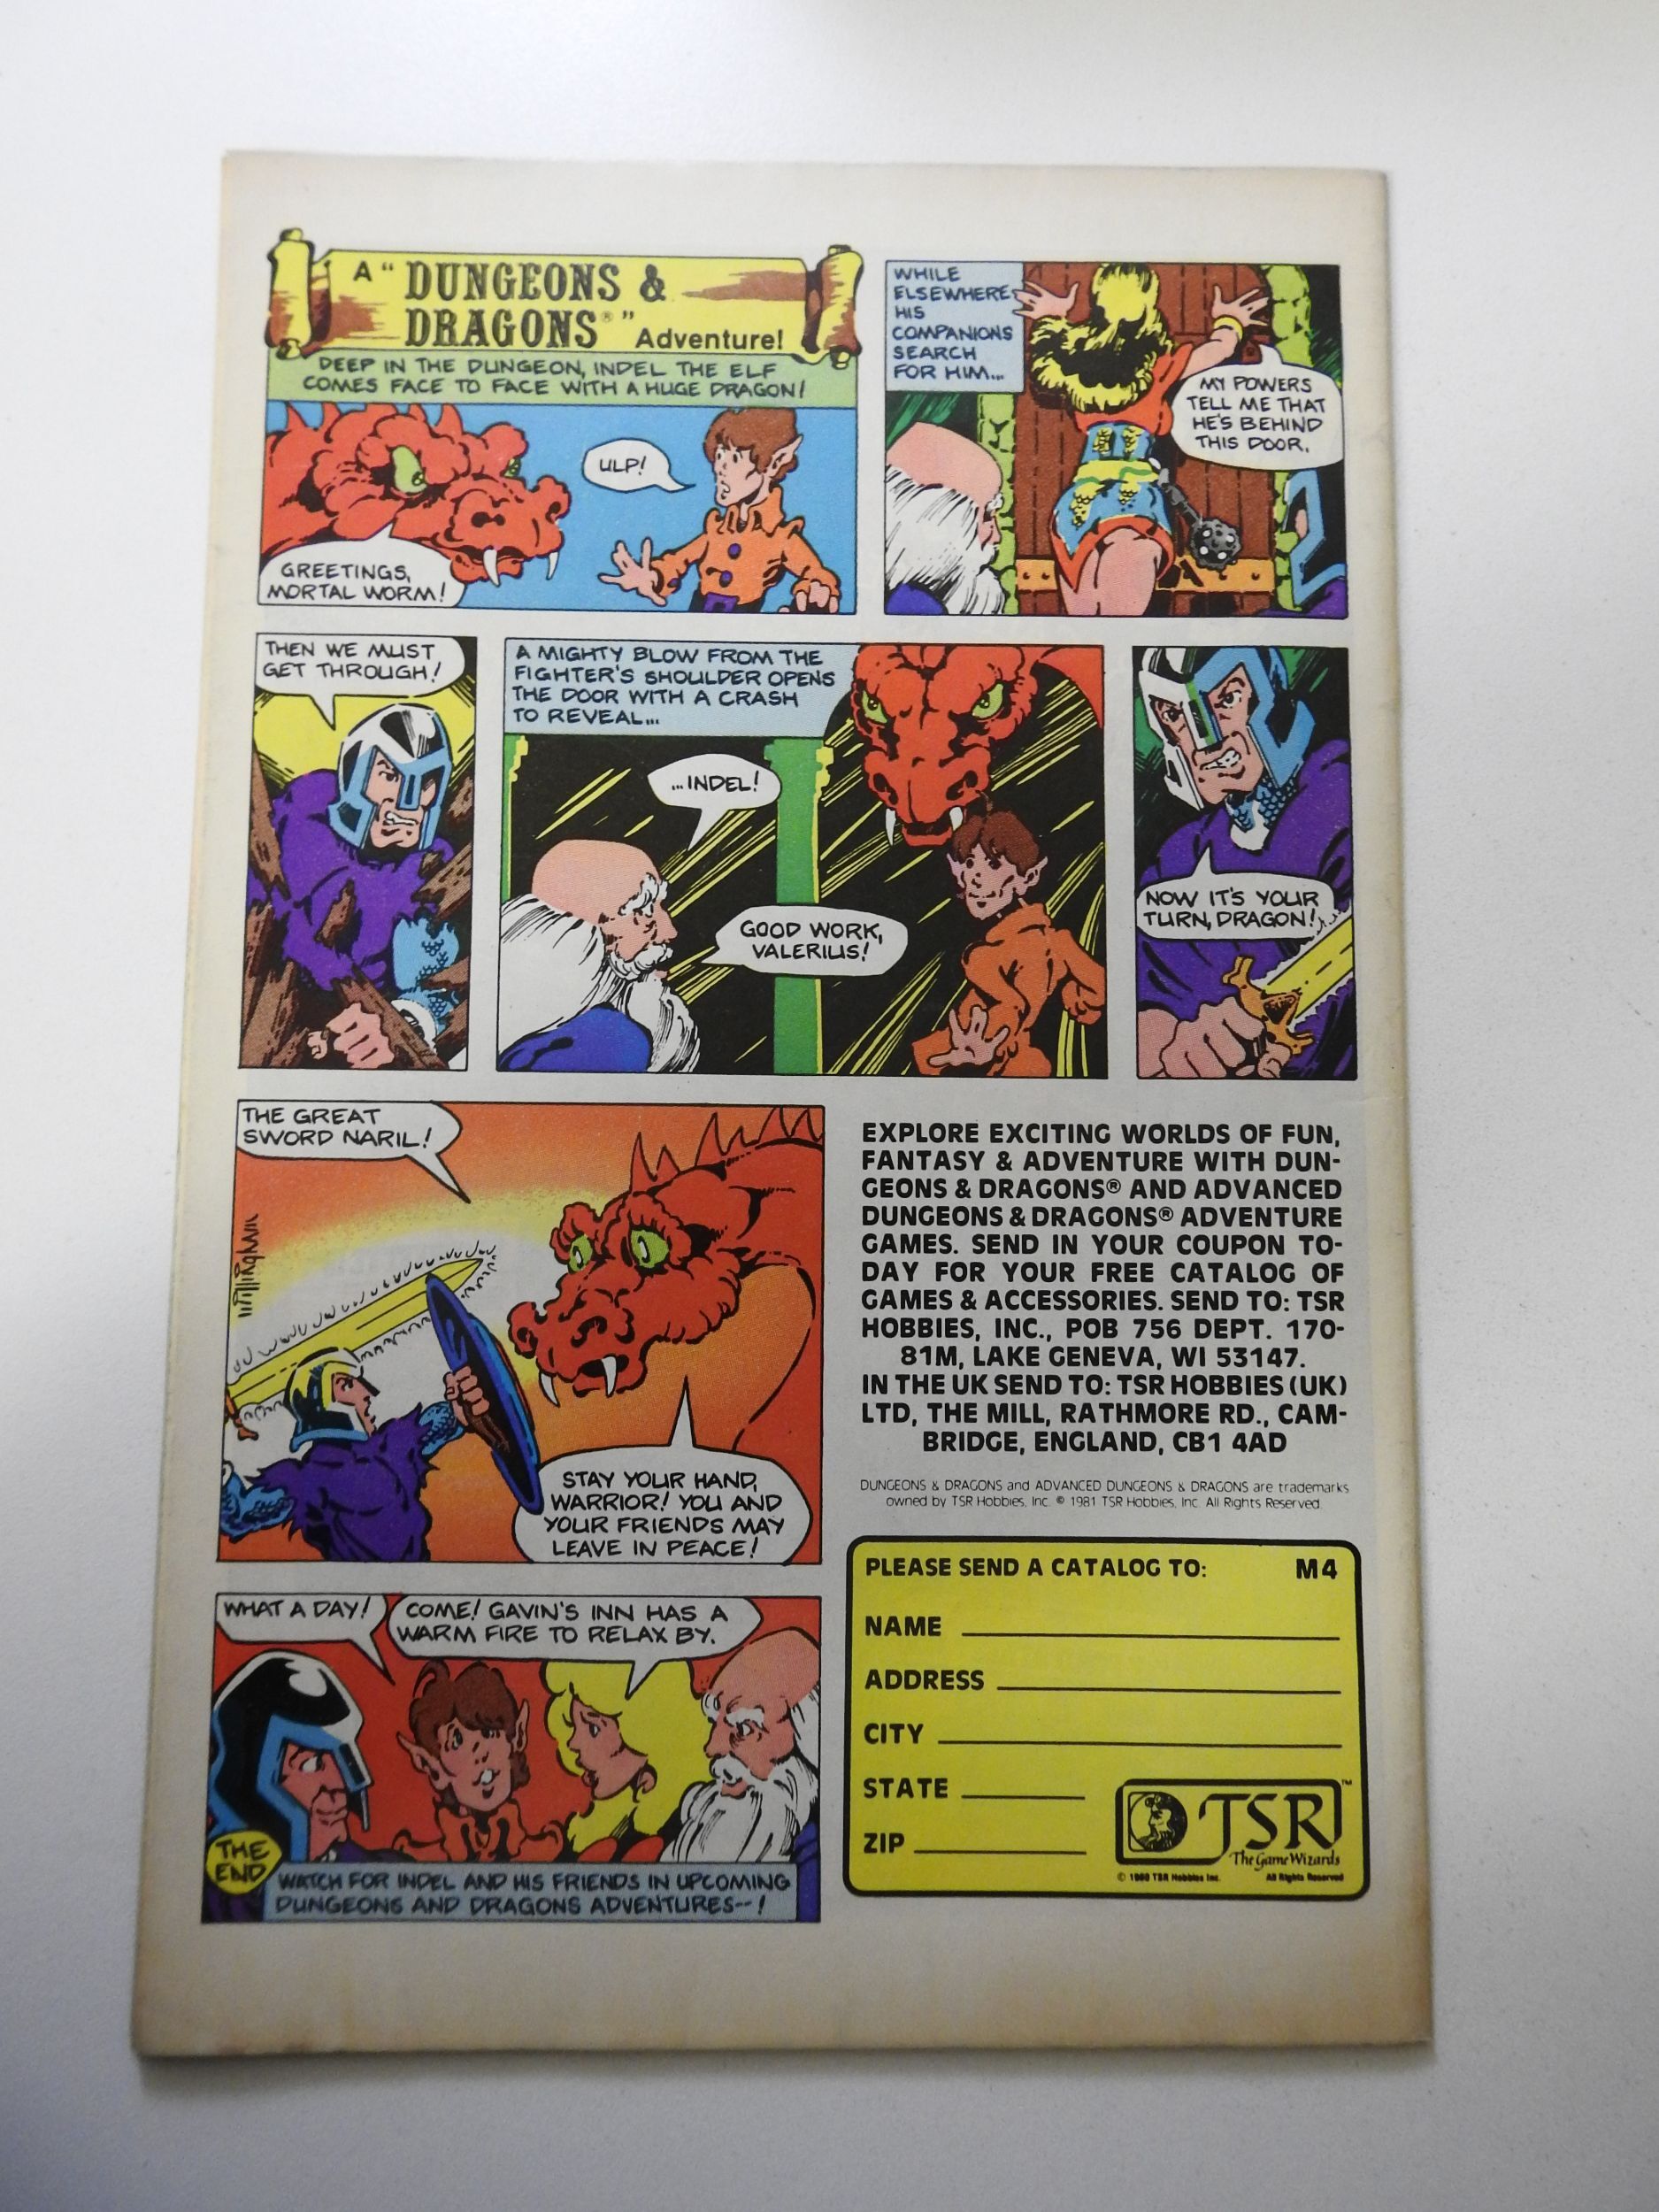 A "DUNGEONS &
DRAGONS®"
Adventure!
DEEP IN THE DUNGEON, INDEL THE ELF
COMES FACE TO FACE WITH A HUGE DRAGON!
ULP!
GREETINGS,
MORTAL WORM!
WHILE
ELSEWHERE
HIS
COMPANIONS
SEARCH
FOR HIM...
MY POWERS
TELL ME THAT
HE'S BEHIND
THIS DOOR.
THEN WE MUST
GET THROUGH!
A MIGHTY BLOW FROM THE
FIGHTER'S SHOULDER OPENS
THE DOOR WITH A CRASH
TO REVEAL...
...INDEL!
GOOD WORK,
VALERIUS!
NOW IT'S YOUR
TURN, DRAGON!
THE GREAT
SWORD NARIL!
STAY YOUR HAND,
WARRIOR! YOU AND
YOUR FRIENDS MAY
LEAVE IN PEACE!
WHAT A DAY!
COME! GAVIN'S INN HAS A
WARM FIRE TO RELAX BY.
THE
END
WATCH FOR INDEL AND HIS FRIENDS IN UPCOMING
DUNGEONS AND DRAGONS ADVENTURES--!
EXPLORE EXCITING WORLDS OF FUN,
FANTASY & ADVENTURE WITH DUN-
GEONS & DRAGONS® AND ADVANCED
DUNGEONS & DRAGONS® ADVENTURE
GAMES. SEND IN YOUR COUPON TO-
DAY FOR YOUR FREE CATALOG OF
GAMES & ACCESSORIES. SEND TO: TSR
HOBBIES, INC., POB 756 DEPT. 170-
81M, LAKE GENEVA, WI 53147.
IN THE UK SEND TO: TSR HOBBIES (UK)
LTD, THE MILL, RATHMORE RD., CAM-
BRIDGE, ENGLAND, CB1 4AD
DUNGEONS & DRAGONS and ADVANCED DUNGEONS & DRAGONS are trademarks
owned by TSR Hobbies, Inc. © 1981 TSR Hobbies, Inc. All Rights Reserved.
PLEASE SEND A CATALOG TO: M4
NAME
ADDRESS
CITY
STATE
ZIP
TSR™
The Game Wizards
© 1980 TSR Hobbies Inc. All Rights Reserved